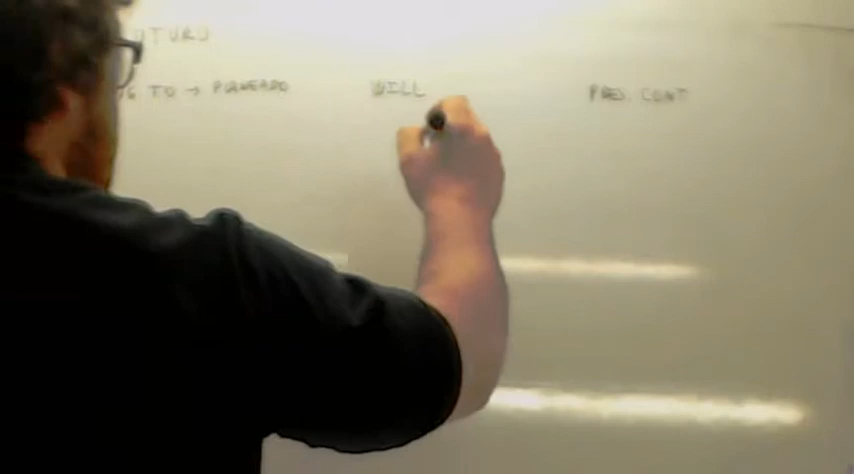 UTURO
G TO → PLANEADO WILL PRES. CONT